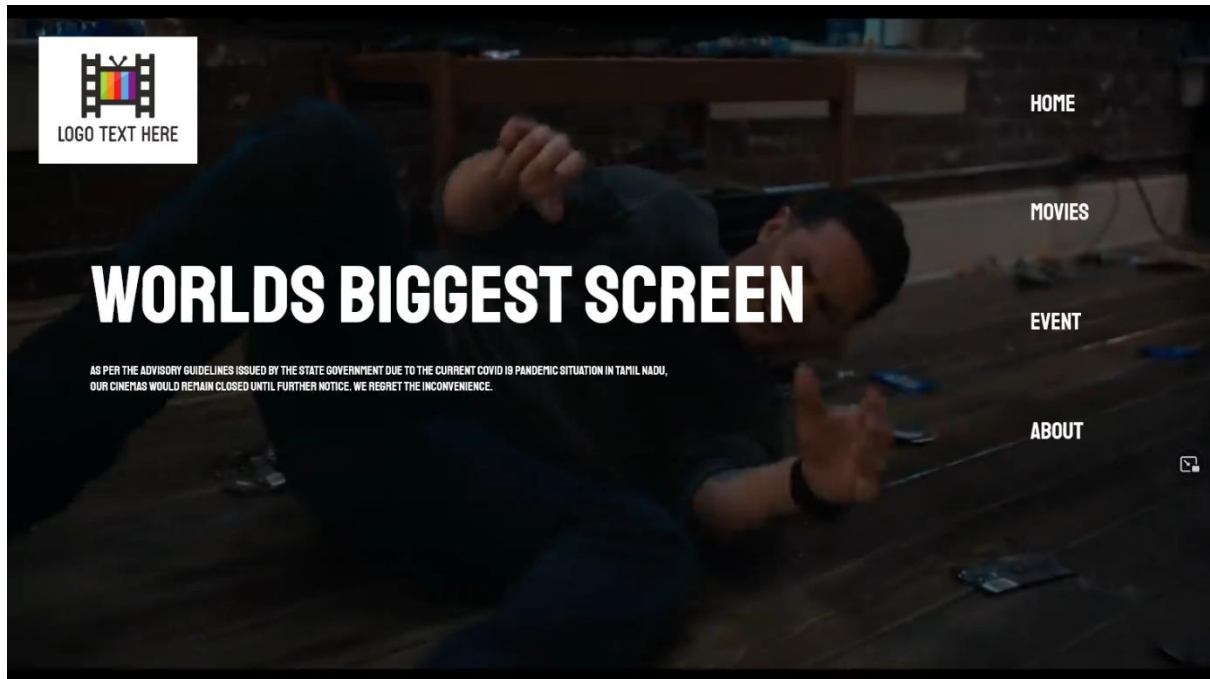 LOGO TEXT HERE
HOME
MOVIES
WORLDS BIGGEST SCREEN
EVENT
AS PER THE ADVISORY GUIDELINES ISSUED BY THE STATE GOVERNMENT DUE TO THE CURRENT COVID 19 PANDEMIC SITUATION IN TAMIL NADU,
OUR CINEMAS WOULD REMAIN CLOSED UNTIL FURTHER NOTICE. WE REGRET THE INCONVENIENCE.
ABOUT